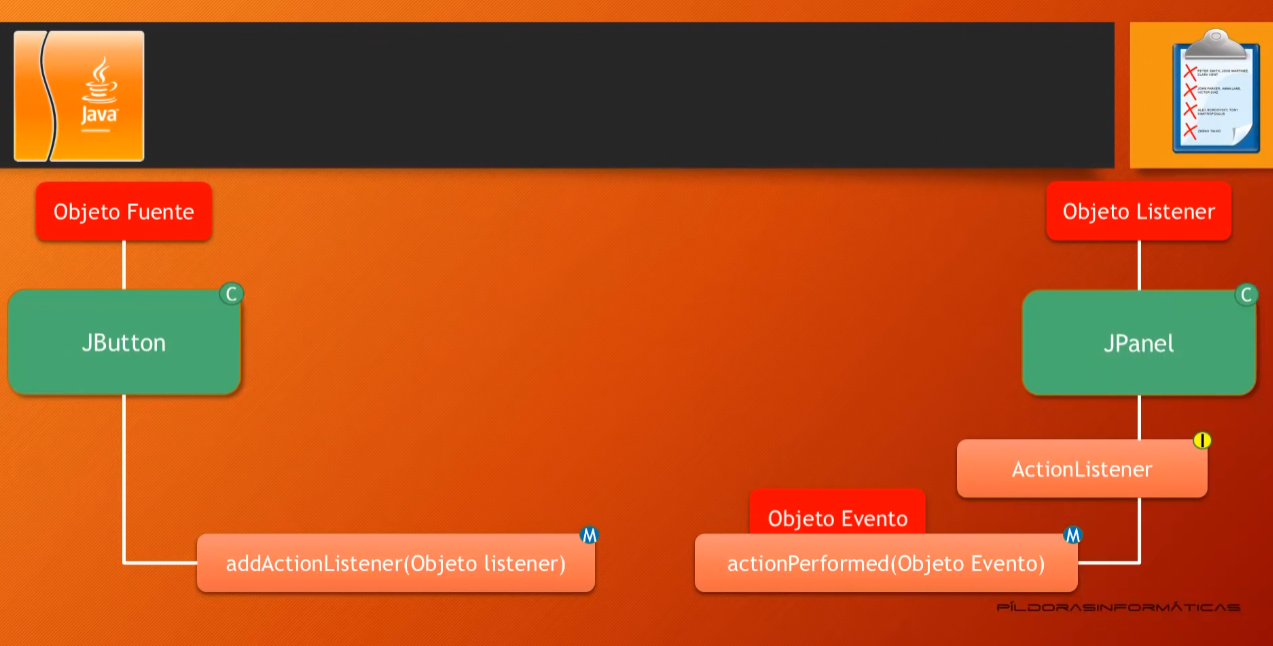 Java
Objeto Fuente
Objeto Listener
C
JButton
C
JPanel
I
ActionListener
Objeto Evento
M
addActionListener(Objeto listener)
M
actionPerformed(Objeto Evento)
PÍLDORASINFORMÁTICAS